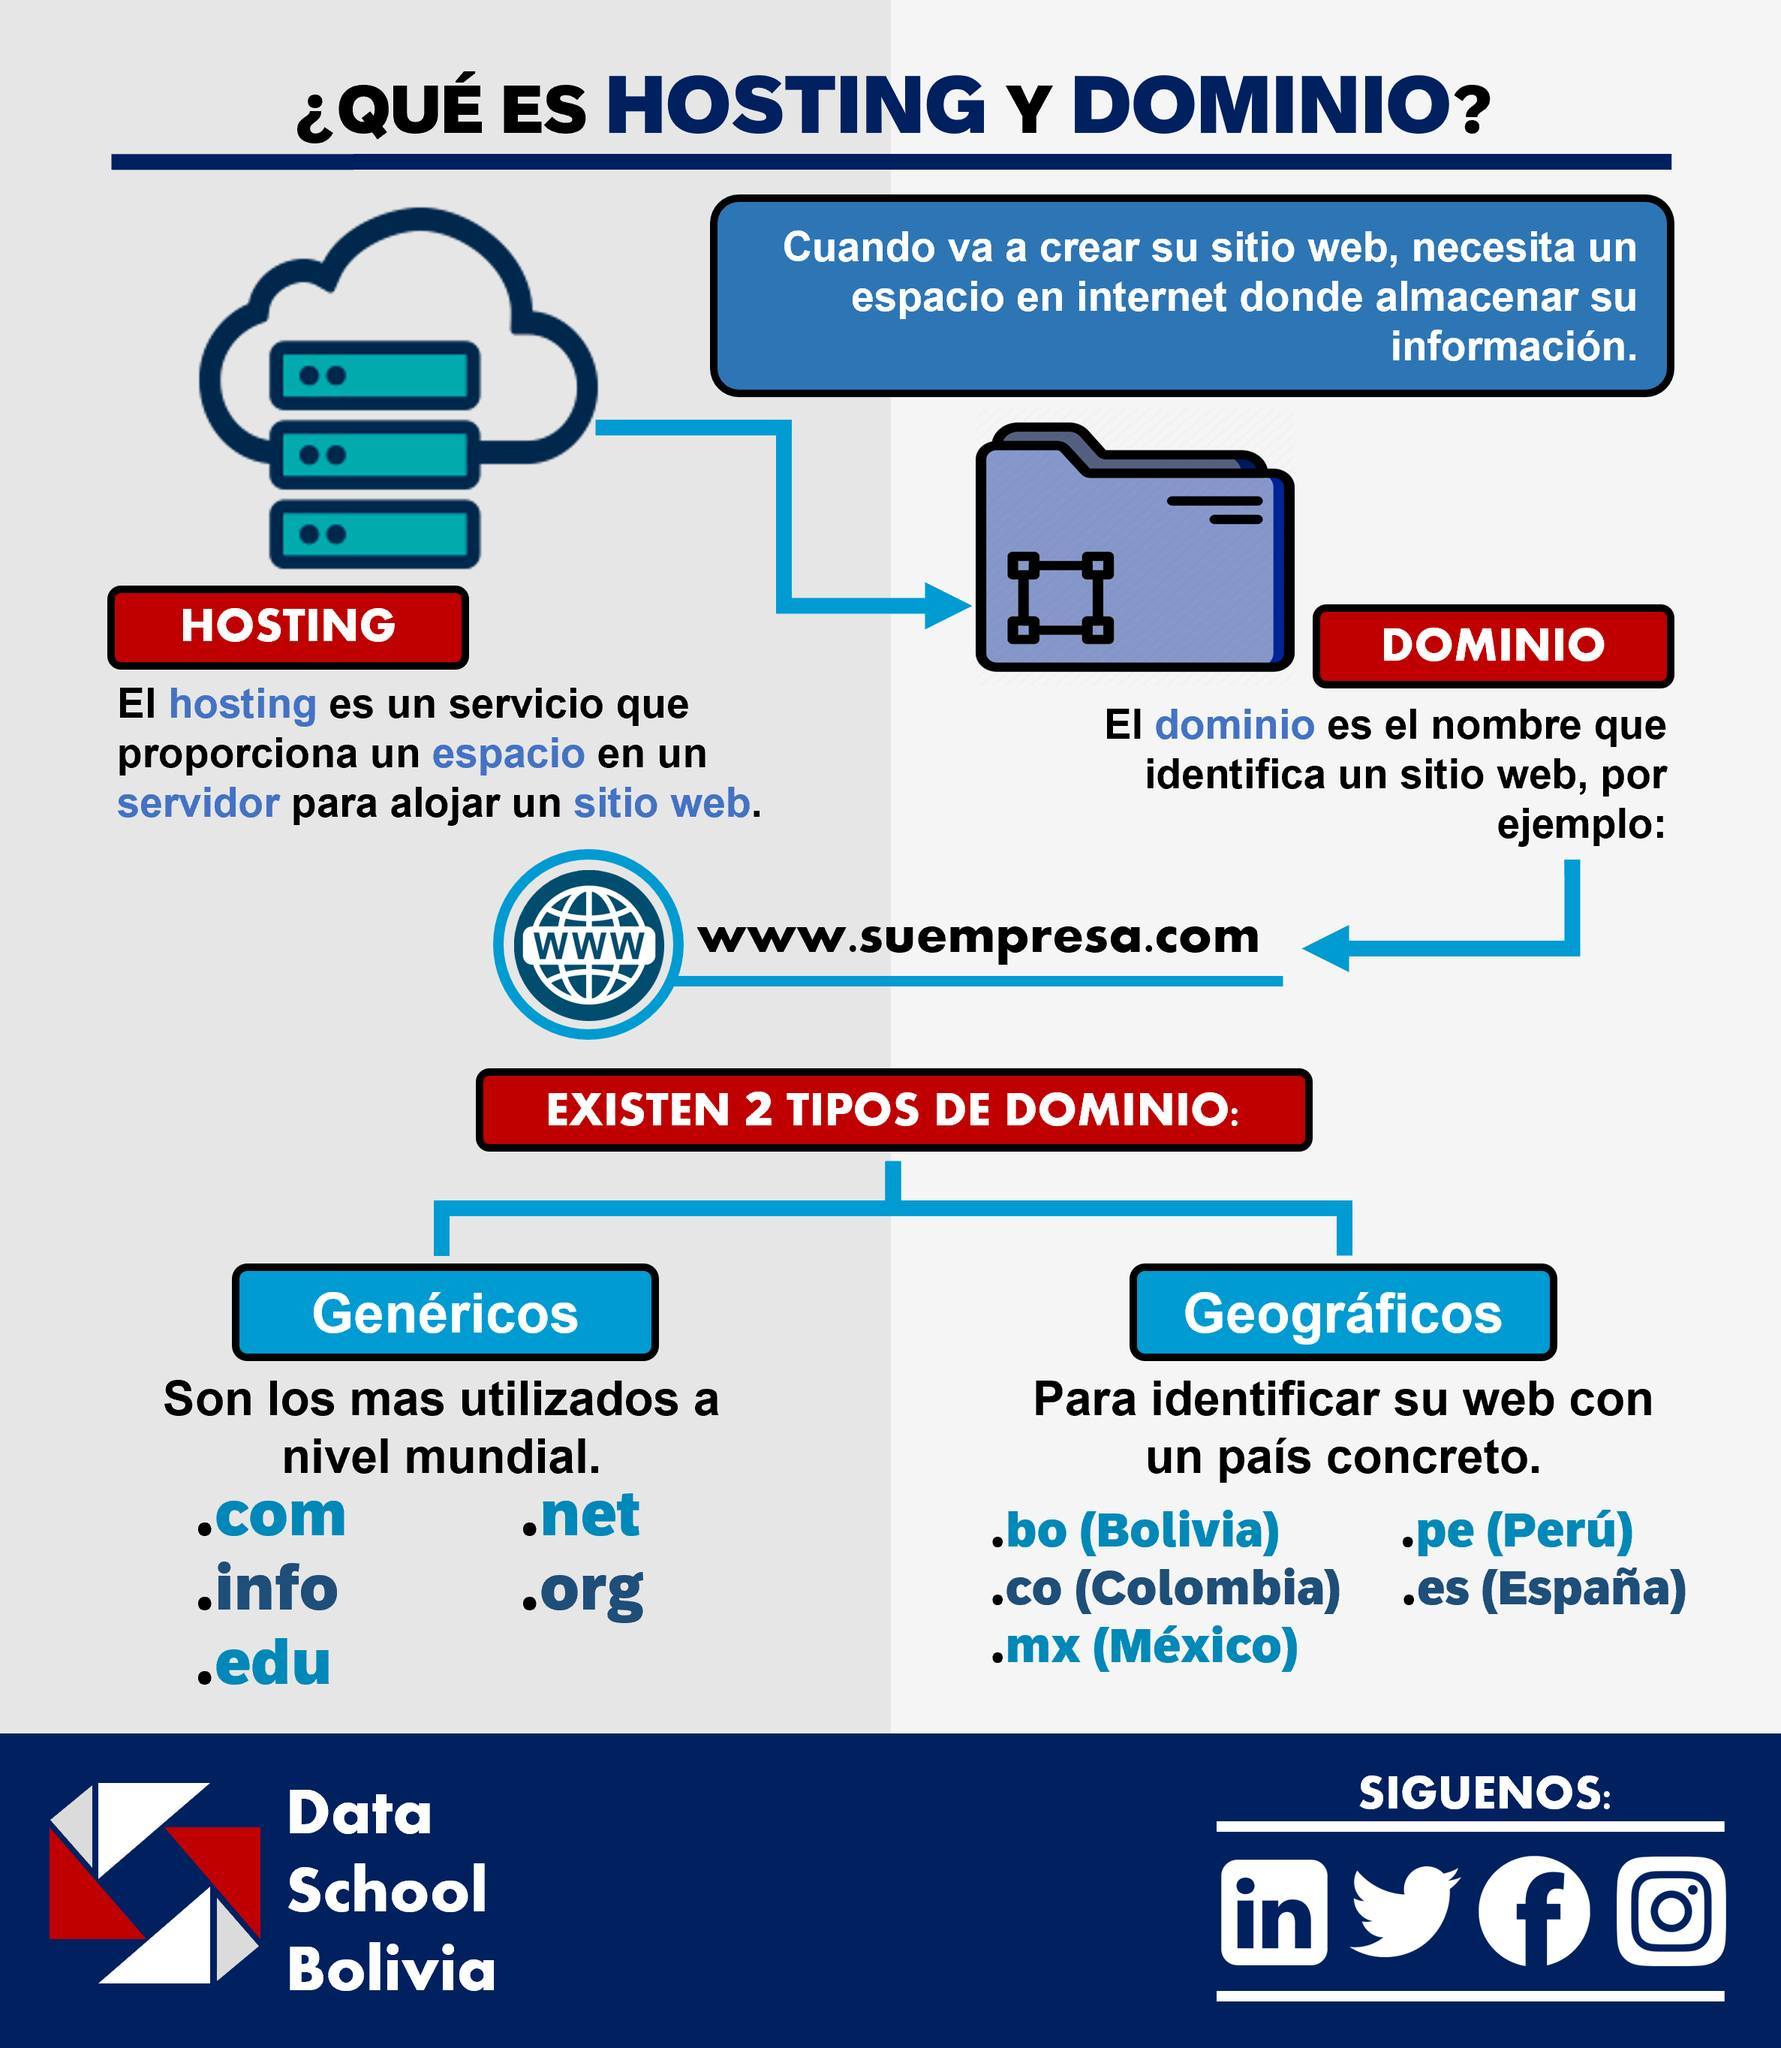 ¿QUÉ ES HOSTING Y DOMINIO?
Cuando va a crear su sitio web, necesita un
espacio en internet donde almacenar su
información.
HOSTING
El hosting es un servicio que
proporciona un espacio en un
servidor para alojar un sitio web.
DOMINIO
El dominio es el nombre que
identifica un sitio web, por
ejemplo:
WWW
www.suempresa.com
EXISTEN 2 TIPOS DE DOMINIO:
Genéricos
Son los mas utilizados a
nivel mundial.
.com .net
.info .org
.edu
Geográficos
Para identificar su web con
un país concreto.
.bo (Bolivia) .pe (Perú)
.co (Colombia) .es (España)
.mx (México)
Data
School
Bolivia
SIGUENOS:
in
f